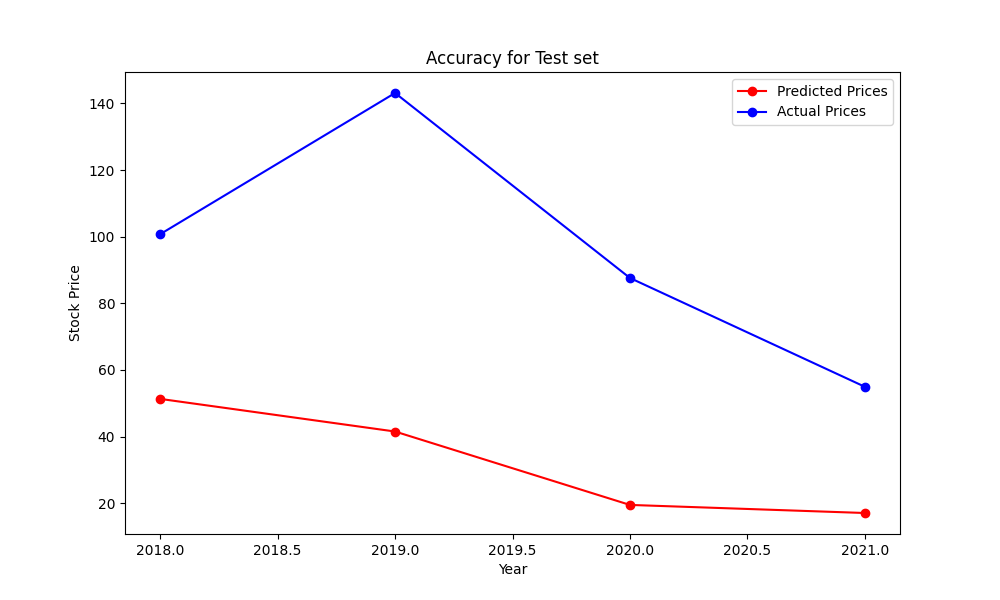 Accuracy for Test set
Predicted Prices
Actual Prices
140
120
100
80
60
40
20
Stock Price
2018.0 2018.5 2019.0 2019.5 2020.0 2020.5 2021.0
Year